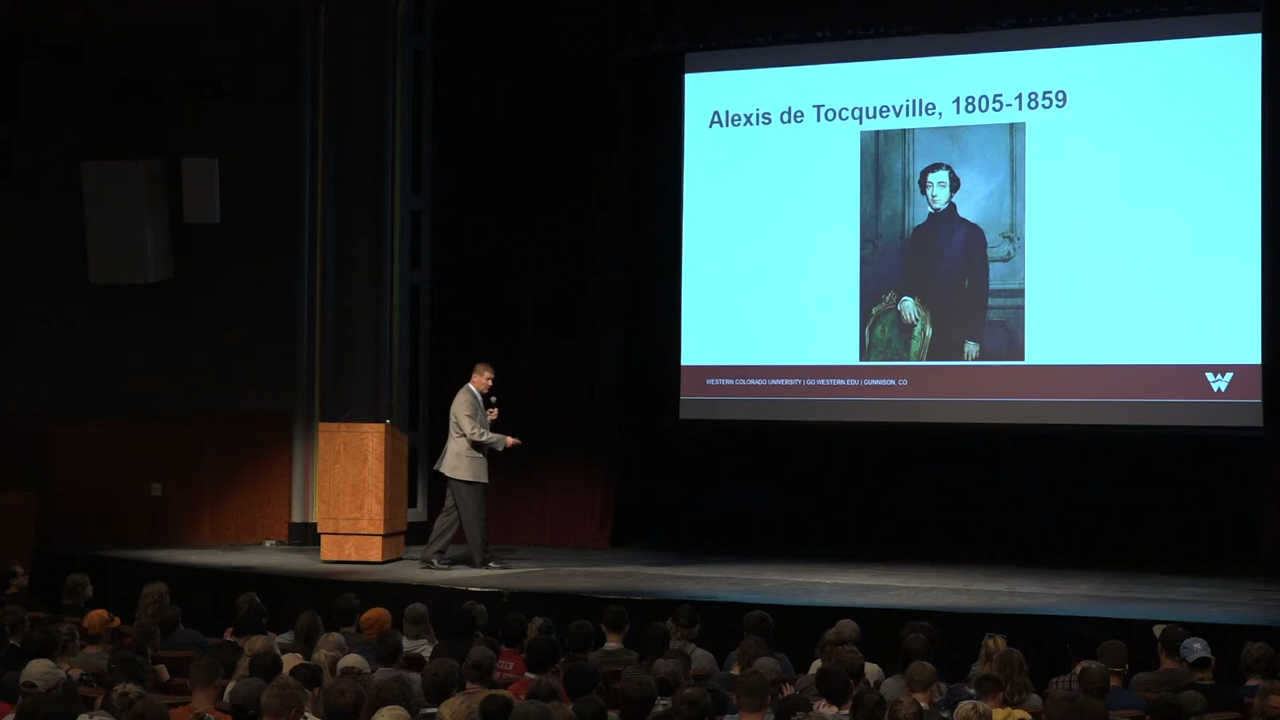 Alexis de Tocqueville, 1805-1859
WESTERN COLORADO UNIVERSITY | GO WESTERN.EDU | GUNNISON, CO
W